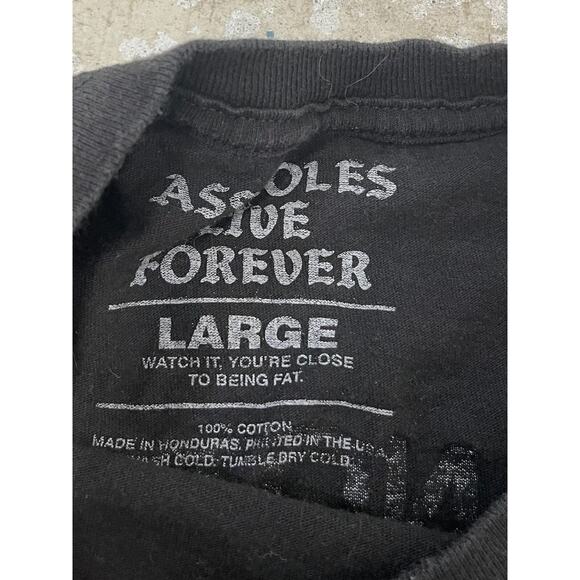 ASSHOLES
LIVE
FOREVER
LARGE
WATCH IT, YOU'RE CLOSE
TO BEING FAT.
100% COTTON
MADE IN HONDURAS, PRINTED IN THE USA
WASH COLD. TUMBLE DRY COLD.